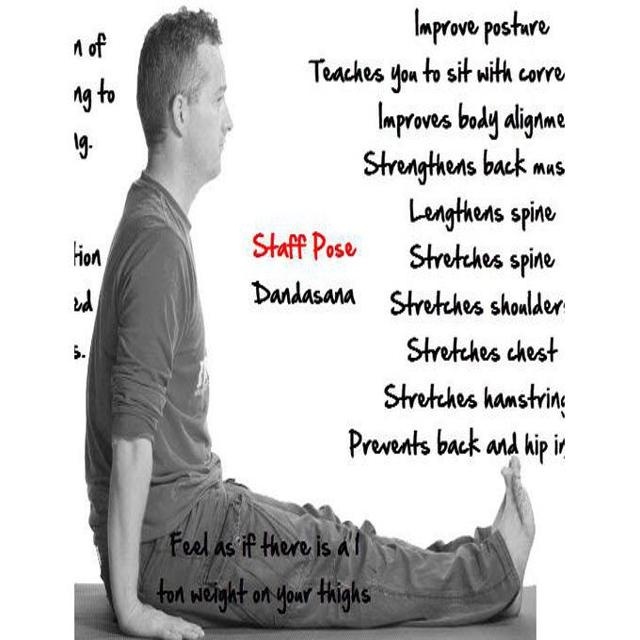 n of
ng to
ng.
tion
ed
s.
Improve posture
Teaches you to sit with corre
Improves body alignme
Strengthens back mus
Lengthens spine
Stretches spine
Stretches shoulder
Stretches chest
Stretches hamstring
Prevents back and hip in
Staff Pose
Dandasana
Feel as if there is a 1
ton weight on your thighs